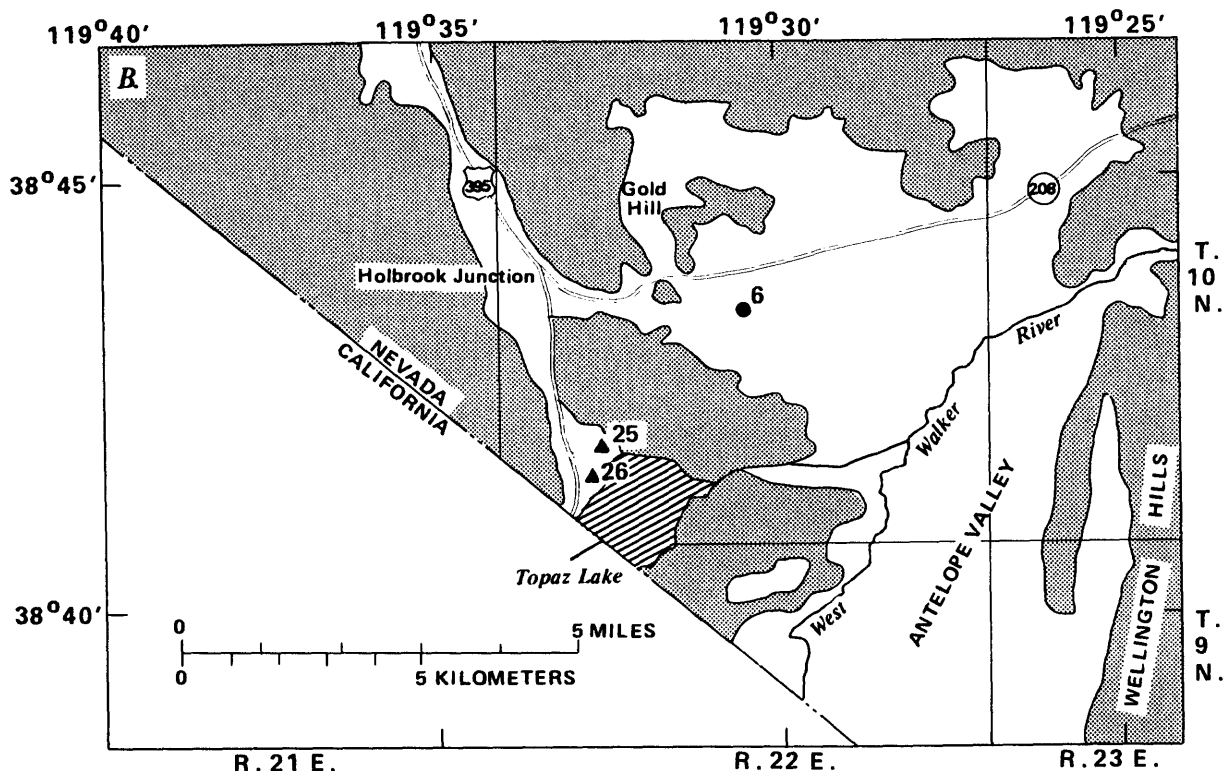 119°40′
119°35′
119°30′
119°25′
B.
38°45′
395
Gold
Hill
208
T.
10
N.
Holbrook Junction
6
River
NEVADA
CALIFORNIA
Walker
25
26
ANTELOPE VALLEY
HILLS
Topaz Lake
West
WELLINGTON
38°40′
0
5 MILES
0
5 KILOMETERS
T.
9
N.
R. 21 E.
R. 22 E.
R. 23 E.